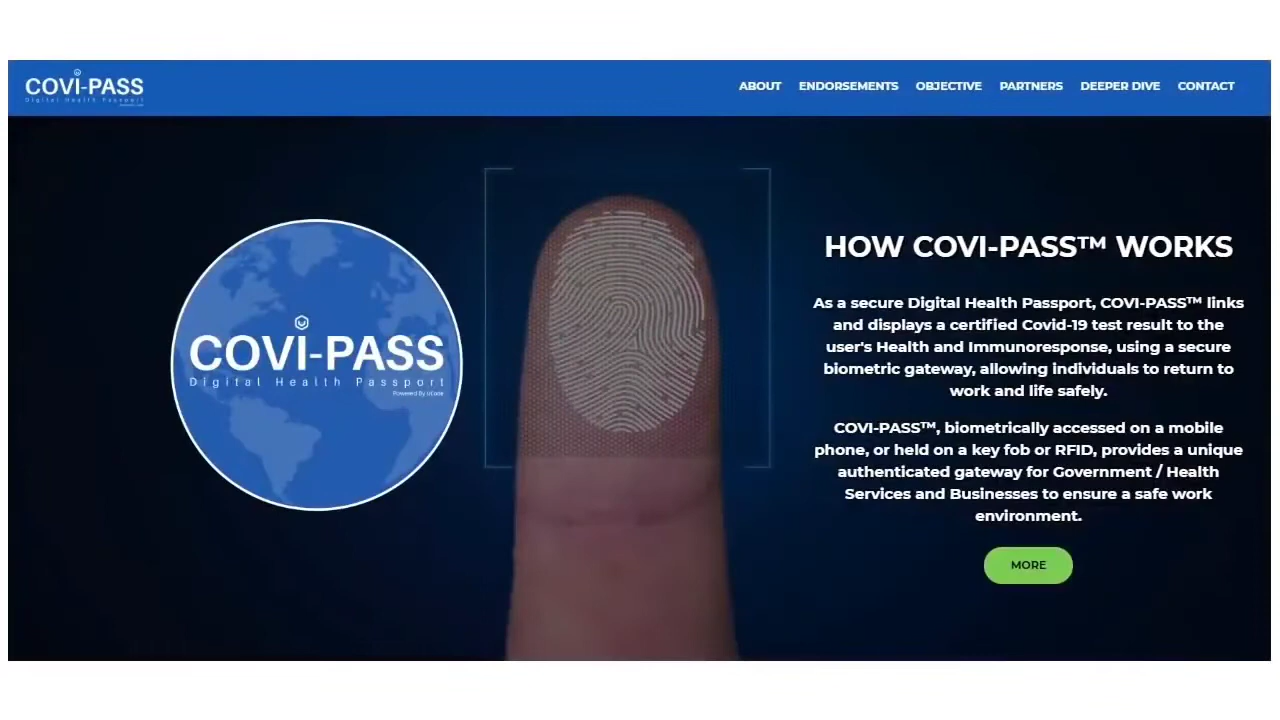 COVI-PASS
Digital Health Passport
ABOUT ENDORSEMENTS OBJECTIVE PARTNERS DEEPER DIVE CONTACT
COVI-PASS
Digital Health Passport
Powered By uCode
HOW COVI-PASS™ WORKS
As a secure Digital Health Passport, COVI-PASS™ links
and displays a certified Covid-19 test result to the
user's Health and Immunoresponse, using a secure
biometric gateway, allowing individuals to return to
work and life safely.
COVI-PASS™, biometrically accessed on a mobile
phone, or held on a key fob or RFID, provides a unique
authenticated gateway for Government / Health
Services and Businesses to ensure a safe work
environment.
MORE